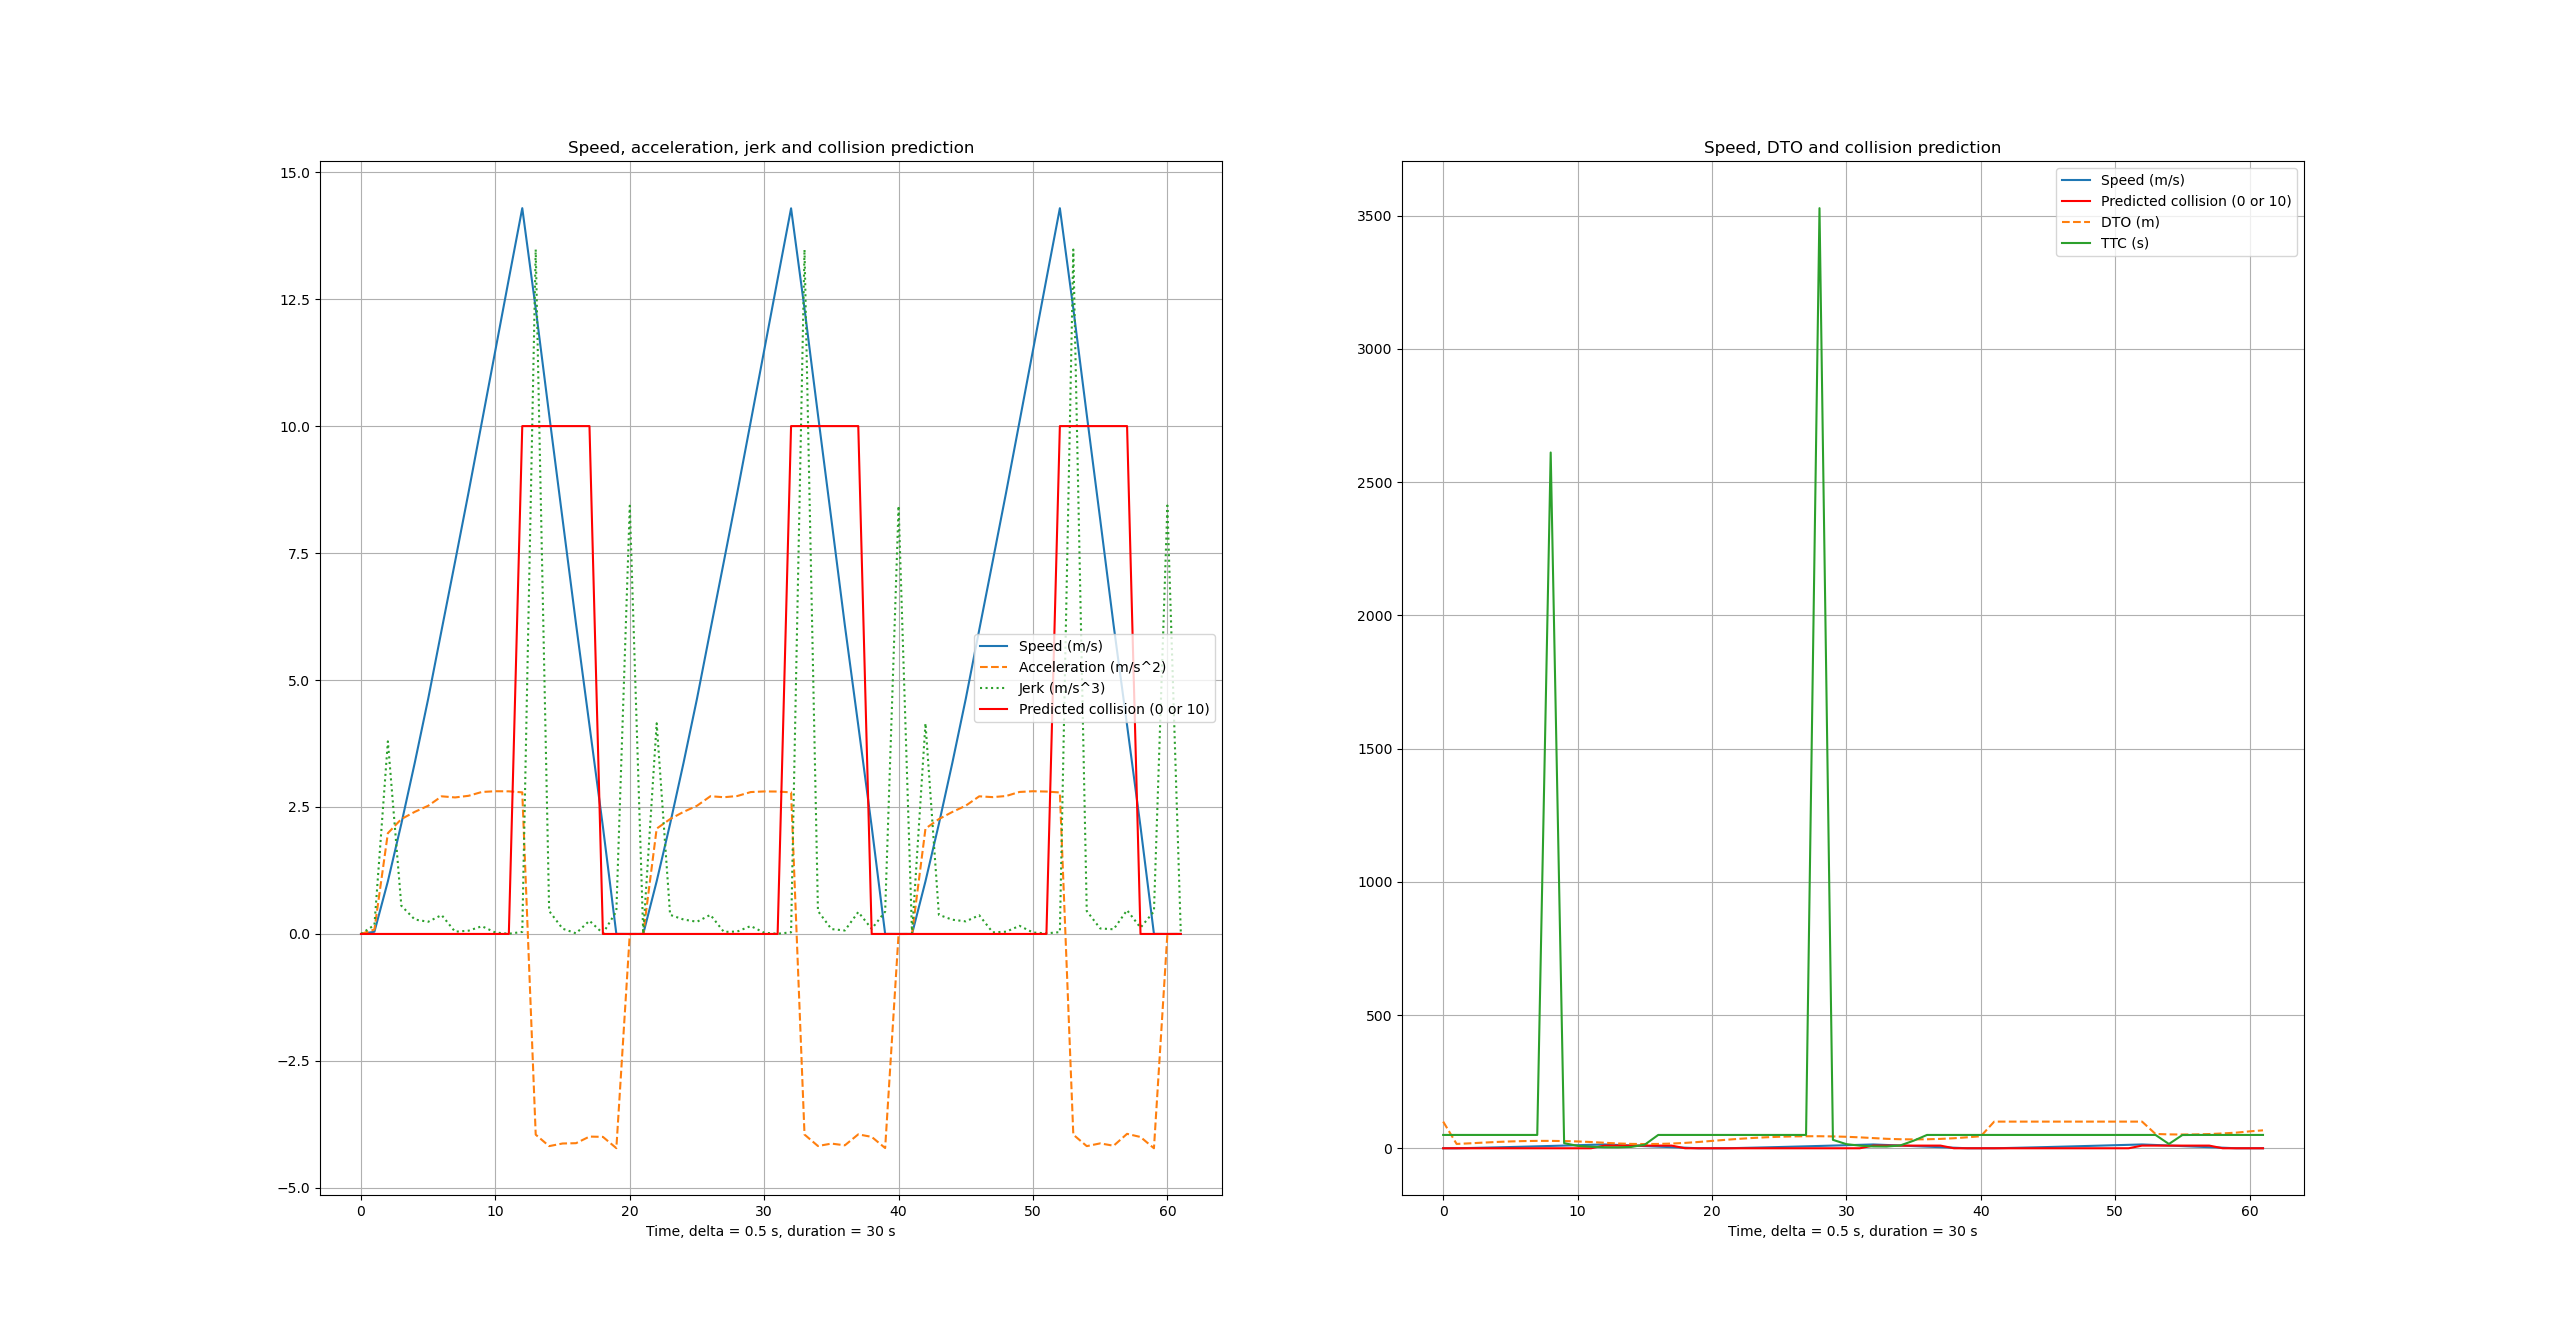 Speed, acceleration, jerk and collision prediction
15.0
12.5
10.0
7.5
5.0
2.5
0.0
−2.5
−5.0
Speed (m/s)
Acceleration (m/s^2)
Jerk (m/s^3)
Predicted collision (0 or 10)
0 10 20 30 40 50 60
Time, delta = 0.5 s, duration = 30 s
Speed, DTO and collision prediction
Speed (m/s)
Predicted collision (0 or 10)
DTO (m)
TTC (s)
3500
3000
2500
2000
1500
1000
500
0
0 10 20 30 40 50 60
Time, delta = 0.5 s, duration = 30 s